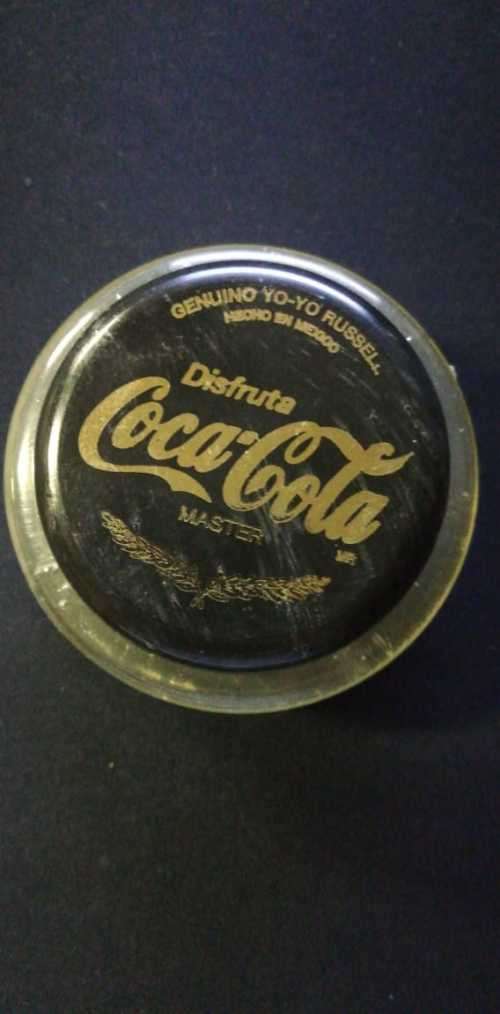 GENUINO YO-YO RUSSELL
HECHO EN MEXICO
Disfruta
Coca-Cola
MASTER
MR